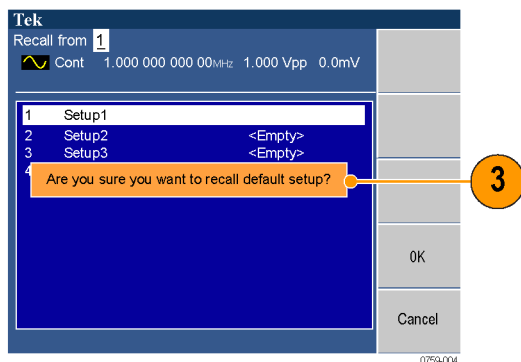 Tek
Recall from 1
Cont 1.000 000 000 00MHz 1.000 Vpp 0.0mV
1 Setup1
2 Setup2 <Empty>
3 Setup3 <Empty>
4
Are you sure you want to recall default setup?
3
OK
Cancel
0759-004